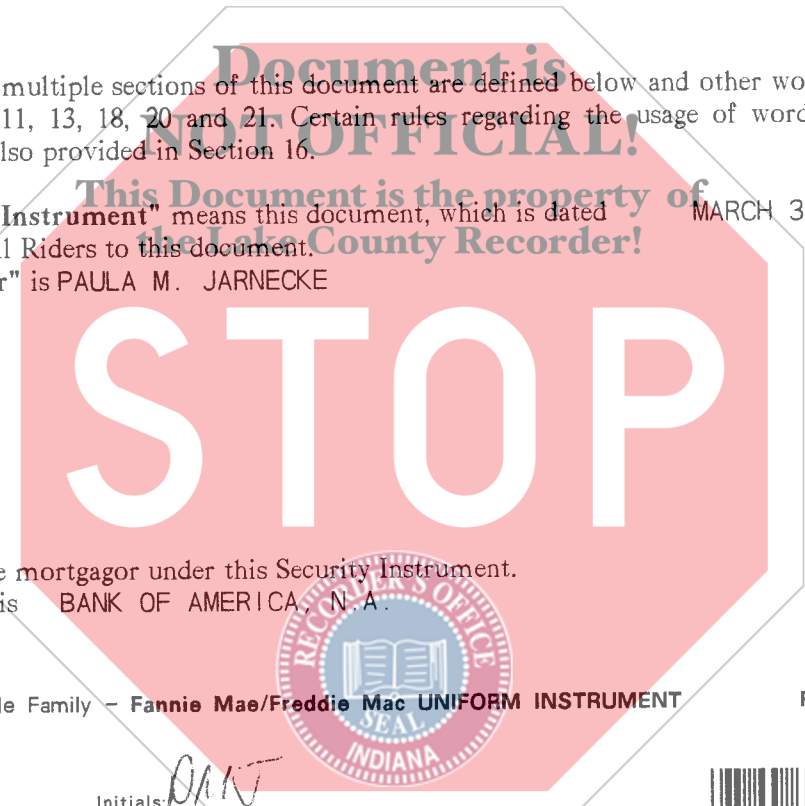 Document is
multiple sections of this document are defined below and other wo
11, 13, 18, 20 and 21. Certain rules regarding the usage of word
NOT OFFICIAL!
lso provided in Section 16.
This Document is the property of
Instrument" means this document, which is dated MARCH 3
l Riders to this document.
the Lake County Recorder!
r" is PAULA M. JARNECKE
STOP
e mortgagor under this Security Instrument.
is BANK OF AMERICA, N.A.
RECORDER'S OFFICE
SEAL
INDIANA
le Family - Fannie Mae/Freddie Mac UNIFORM INSTRUMENT
Initials: